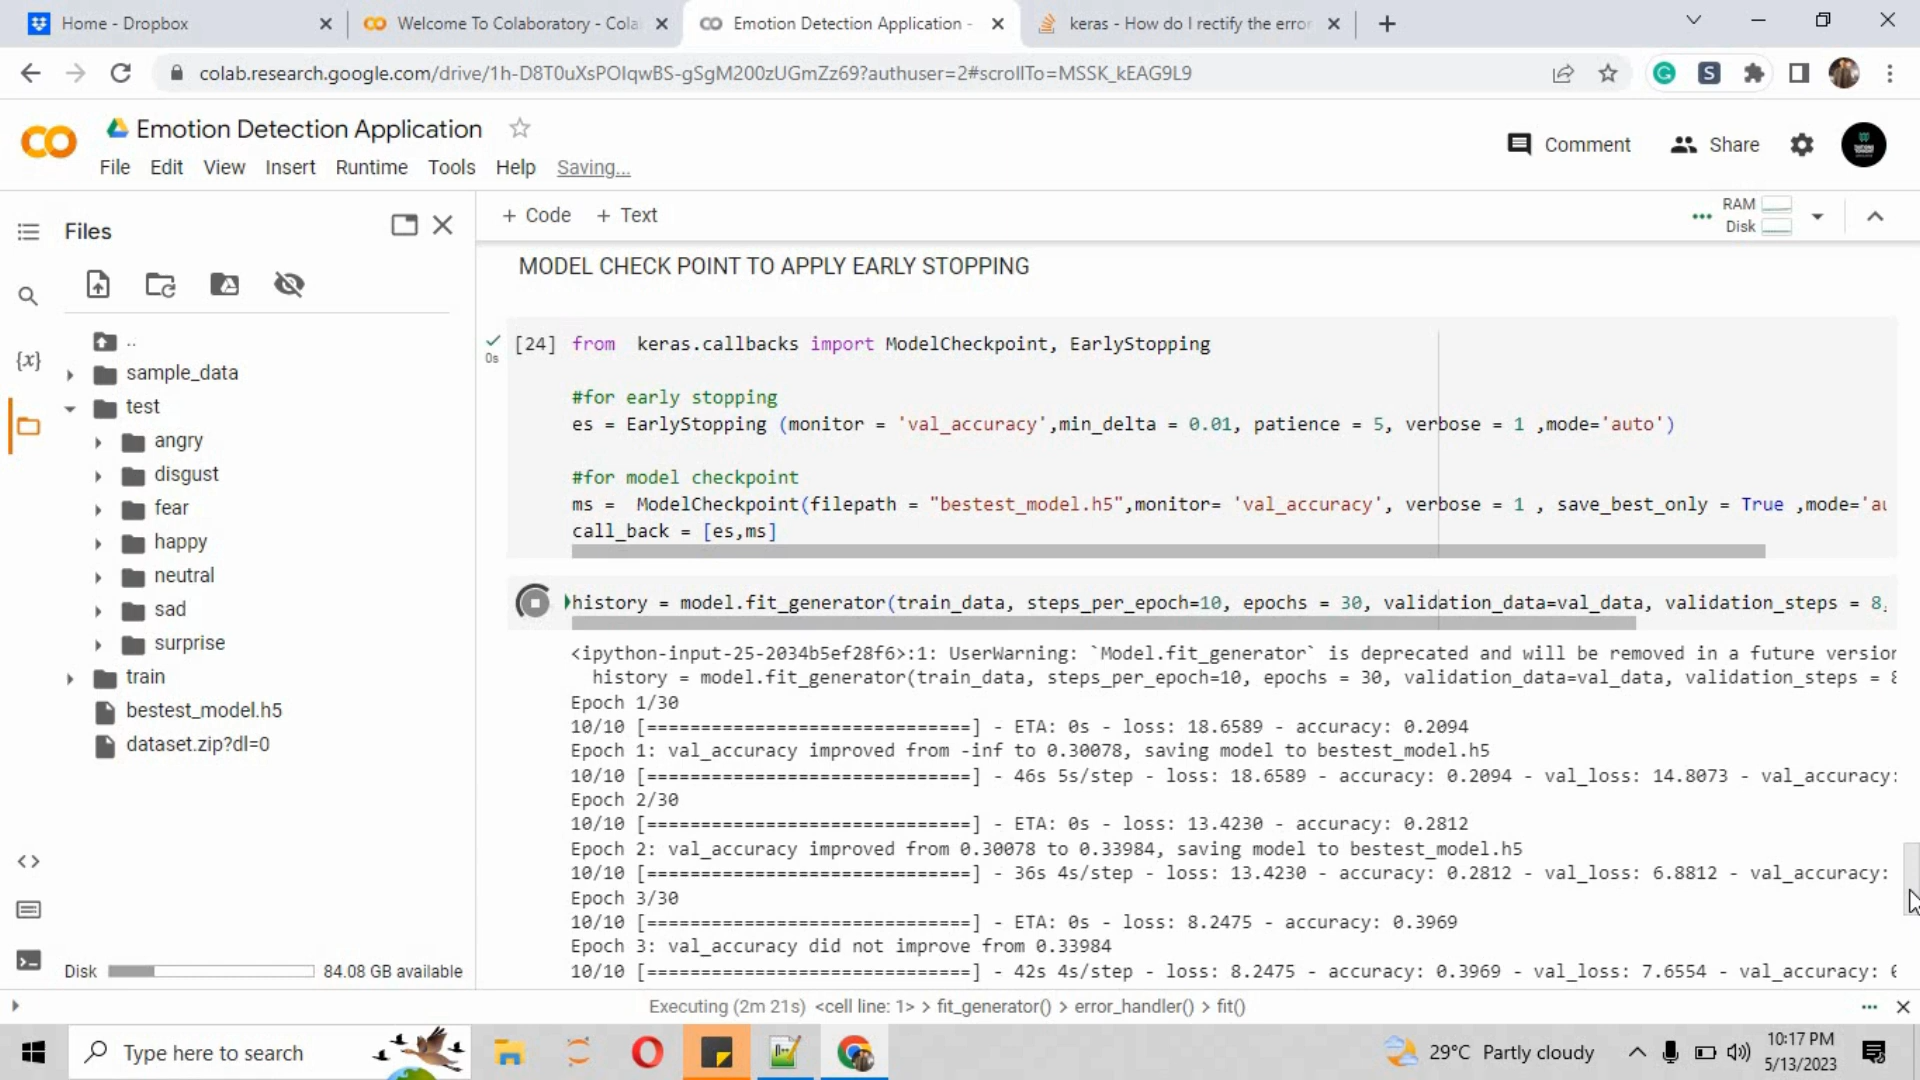 Home - Dropbox
Welcome To Colaboratory - Cola
Emotion Detection Application -
keras - How do I rectify the error
colab.research.google.com/drive/1h-D8T0uXsPOIqwBS-gSgM200zUGmZz69?authuser=2#scrollTo=MSSK_kEAG9L9
Emotion Detection Application
Comment
Share
File Edit View Insert Runtime Tools Help Saving...
Files
+ Code + Text
RAM
Disk
MODEL CHECK POINT TO APPLY EARLY STOPPING
..
sample_data
test
angry
disgust
fear
happy
neutral
sad
surprise
train
bestest_model.h5
dataset.zip?dl=0
{x}
0s
[24] from keras.callbacks import ModelCheckpoint, EarlyStopping
#for early stopping
es = EarlyStopping (monitor = 'val_accuracy',min_delta = 0.01, patience = 5, verbose = 1 ,mode='auto')
#for model checkpoint
ms = ModelCheckpoint(filepath = "bestest_model.h5",monitor= 'val_accuracy', verbose = 1 , save_best_only = True ,mode='au
call_back = [es,ms]
history = model.fit_generator(train_data, steps_per_epoch=10, epochs = 30, validation_data=val_data, validation_steps = 8,
<ipython-input-25-2034b5ef28f6>:1: UserWarning: `Model.fit_generator` is deprecated and will be removed in a future version
history = model.fit_generator(train_data, steps_per_epoch=10, epochs = 30, validation_data=val_data, validation_steps = 8
Epoch 1/30
10/10 [==============================] - ETA: 0s - loss: 18.6589 - accuracy: 0.2094
Epoch 1: val_accuracy improved from -inf to 0.30078, saving model to bestest_model.h5
10/10 [==============================] - 46s 5s/step - loss: 18.6589 - accuracy: 0.2094 - val_loss: 14.8073 - val_accuracy:
Epoch 2/30
10/10 [==============================] - ETA: 0s - loss: 13.4230 - accuracy: 0.2812
Epoch 2: val_accuracy improved from 0.30078 to 0.33984, saving model to bestest_model.h5
10/10 [==============================] - 36s 4s/step - loss: 13.4230 - accuracy: 0.2812 - val_loss: 6.8812 - val_accuracy:
Epoch 3/30
10/10 [==============================] - ETA: 0s - loss: 8.2475 - accuracy: 0.3969
Epoch 3: val_accuracy did not improve from 0.33984
10/10 [==============================] - 42s 4s/step - loss: 8.2475 - accuracy: 0.3969 - val_loss: 7.6554 - val_accuracy: 0
Disk 84.08 GB available
Executing (2m 21s) <cell line: 1> > fit_generator() > error_handler() > fit()
Type here to search
29°C Partly cloudy
10:17 PM
5/13/2023